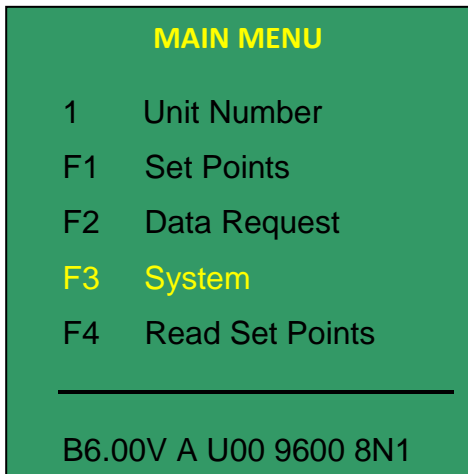 MAIN MENU
1 Unit Number
F1 Set Points
F2 Data Request
F3 System
F4 Read Set Points
B6.00V A U00 9600 8N1